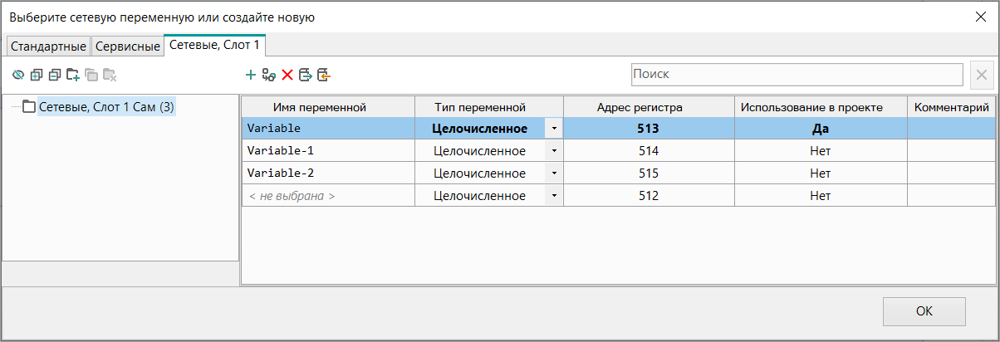 Выберите сетевую переменную или создайте новую
Стандартные Сервисные Сетевые, Слот 1
Поиск
Сетевые, Слот 1 Сам (3)
Имя переменной Тип переменной Адрес регистра Использование в проекте Комментарий
Variable Целочисленное 513 Да
Variable-1 Целочисленное 514 Нет
Variable-2 Целочисленное 515 Нет
< не выбрана > Целочисленное 512 Нет
OK